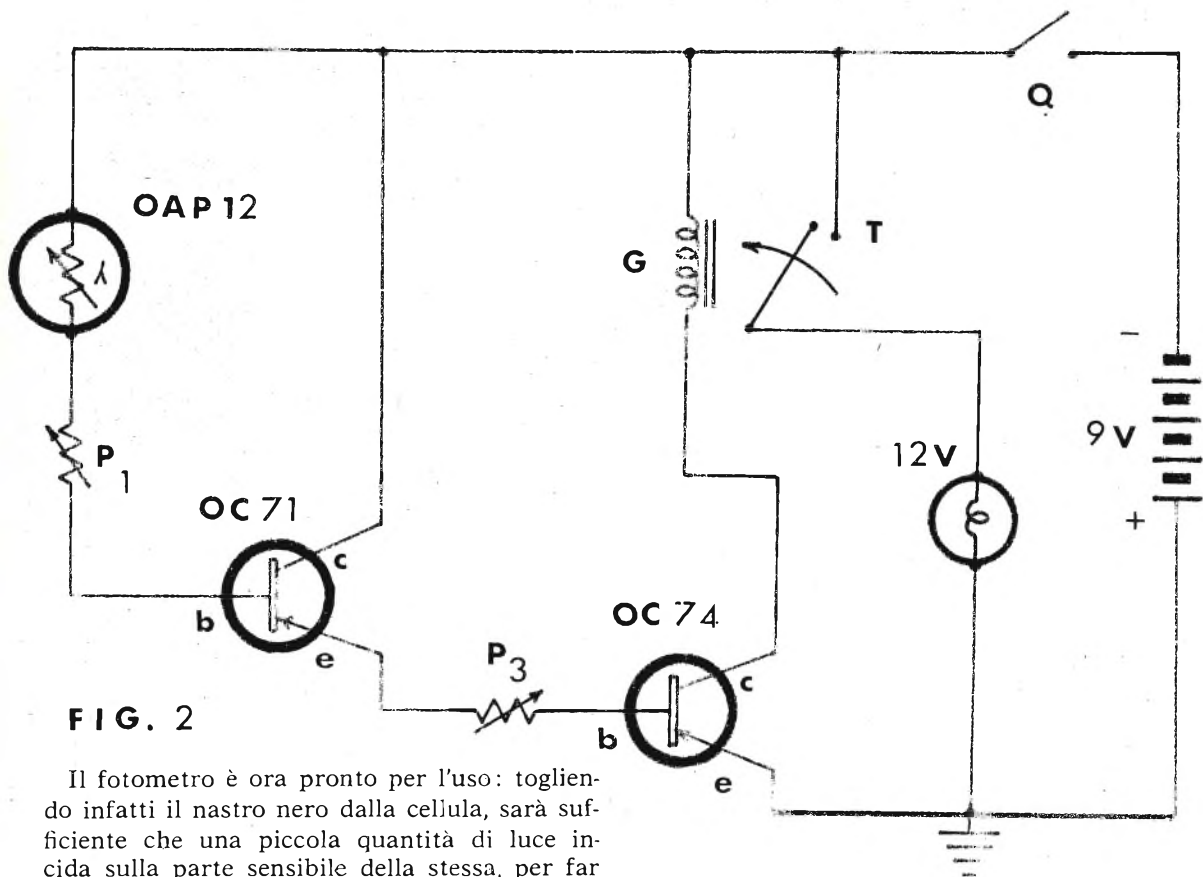 Q
OAP 12
λ
G
T
P1
12V
9V
-
+
OC 71
c
b
e
OC 74
P3
c
b
e
FIG. 2
Il fotometro è ora pronto per l'uso: toglien-
do infatti il nastro nero dalla cellula, sarà suf-
ficiente che una piccola quantità di luce in-
cida sulla parte sensibile della stessa, per far